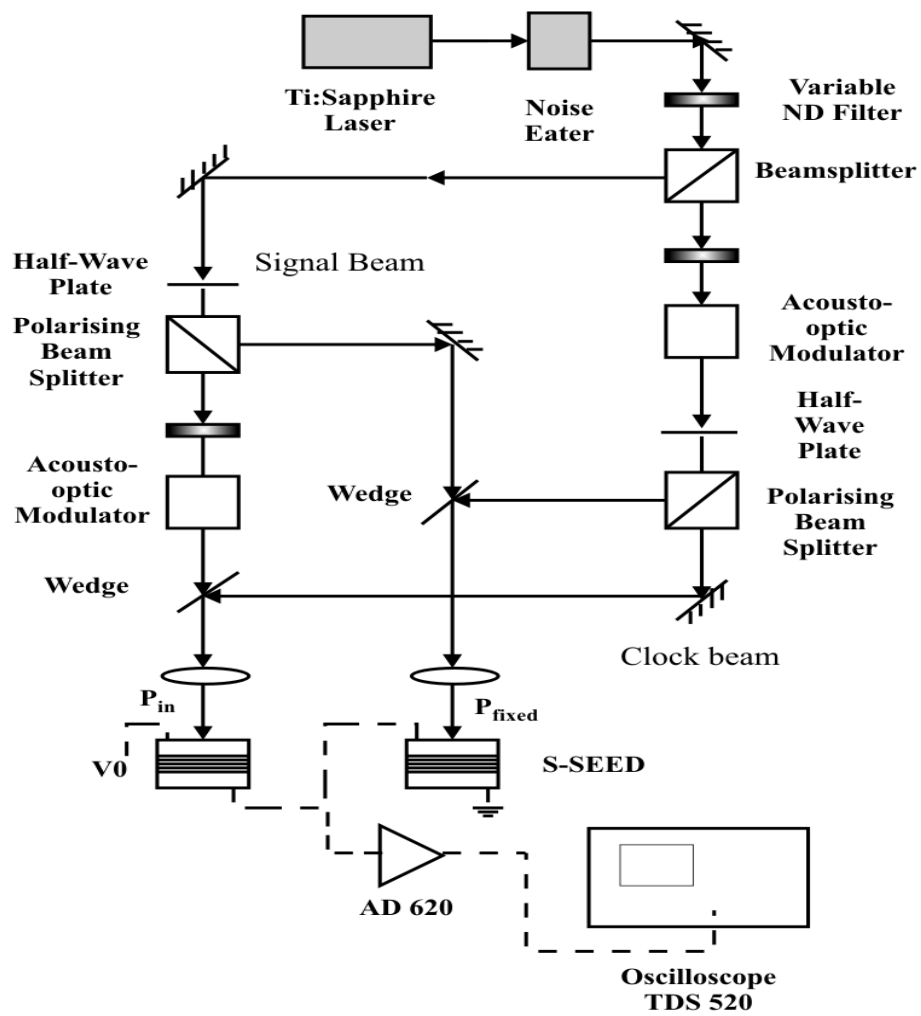 Ti:Sapphire
Laser
Noise
Eater
Variable
ND Filter
Beamsplitter
Half-Wave
Plate
Signal Beam
Polarising
Beam
Splitter
Acousto-
optic
Modulator
Half-
Wave
Plate
Acousto-
optic
Modulator
Wedge
Polarising
Beam
Splitter
Wedge
Clock beam
Pin
Pfixed
V0
S-SEED
AD 620
Oscilloscope
TDS 520